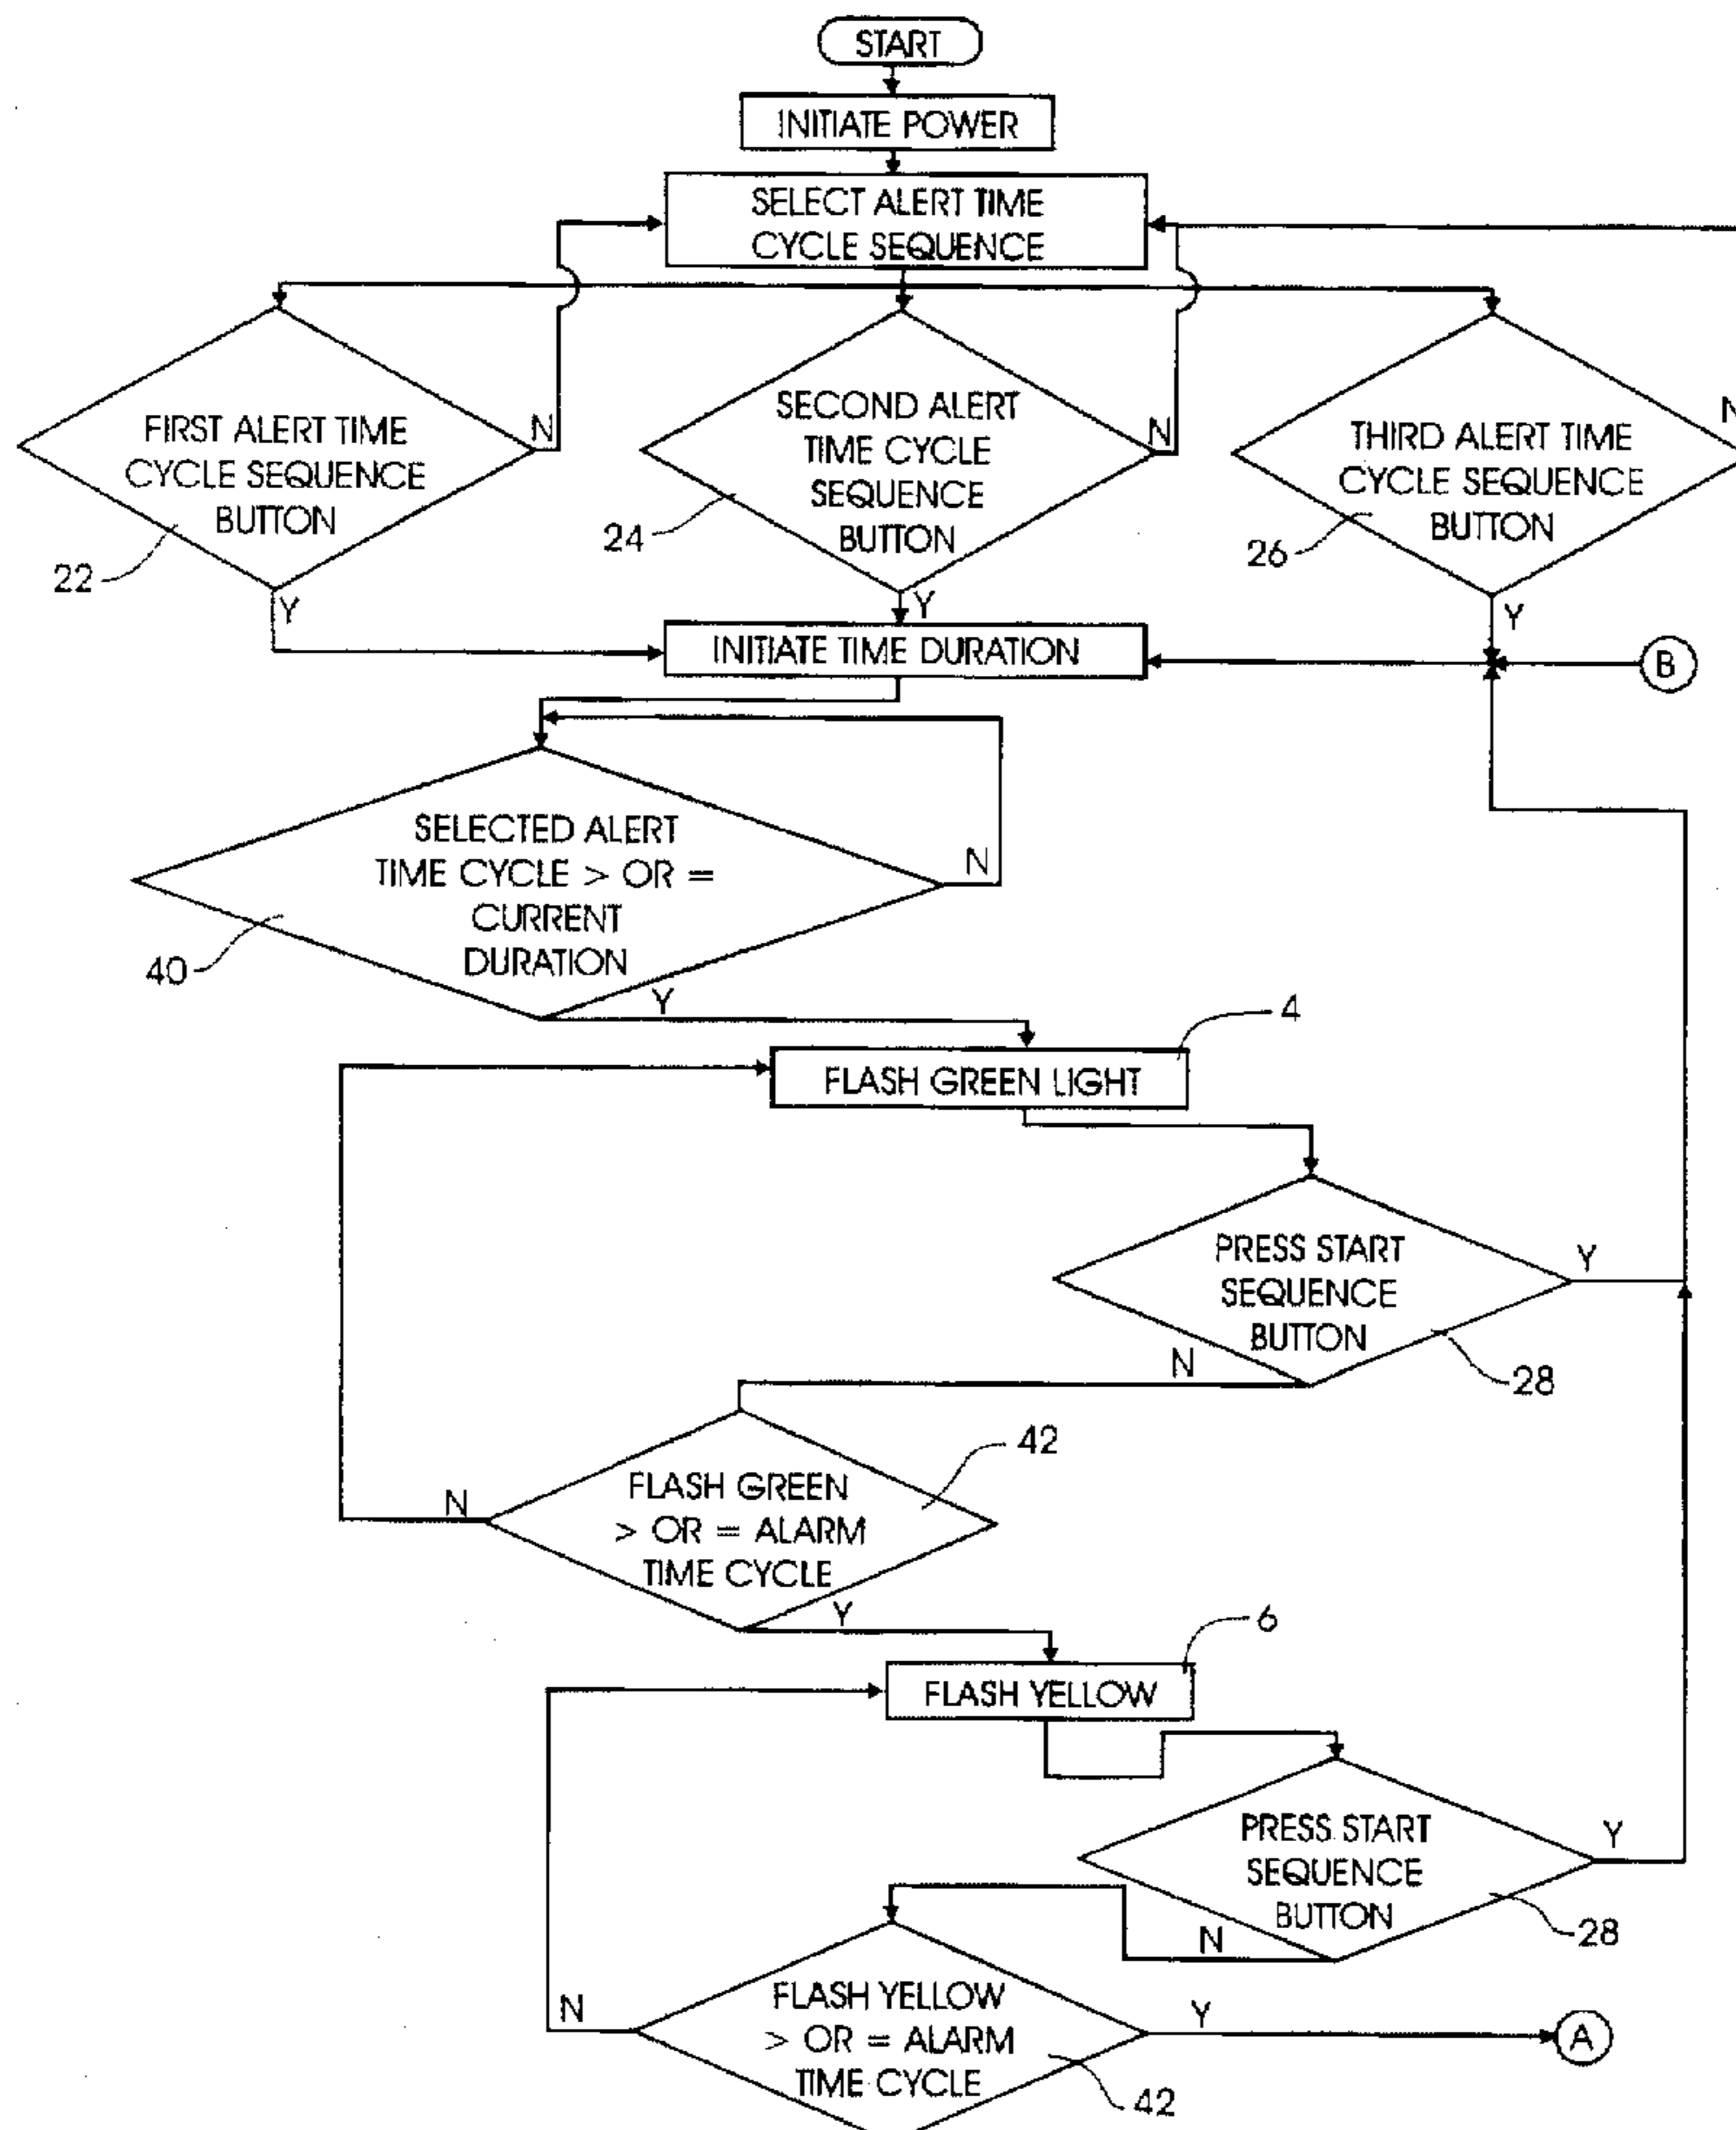 START
INITIATE POWER
SELECT ALERT TIME
CYCLE SEQUENCE
FIRST ALERT TIME
CYCLE SEQUENCE
BUTTON
N
22
Y
SECOND ALERT
TIME CYCLE
SEQUENCE
BUTTON
N
24
Y
THIRD ALERT TIME
CYCLE SEQUENCE
BUTTON
N
26
Y
INITIATE TIME DURATION
B
SELECTED ALERT
TIME CYCLE > OR =
CURRENT
DURATION
N
40
Y
4
FLASH GREEN LIGHT
PRESS START
SEQUENCE
BUTTON
Y
28
N
42
FLASH GREEN
> OR = ALARM
TIME CYCLE
N
Y
6
FLASH YELLOW
PRESS START
SEQUENCE
BUTTON
Y
28
N
FLASH YELLOW
> OR = ALARM
TIME CYCLE
N
Y
A
42